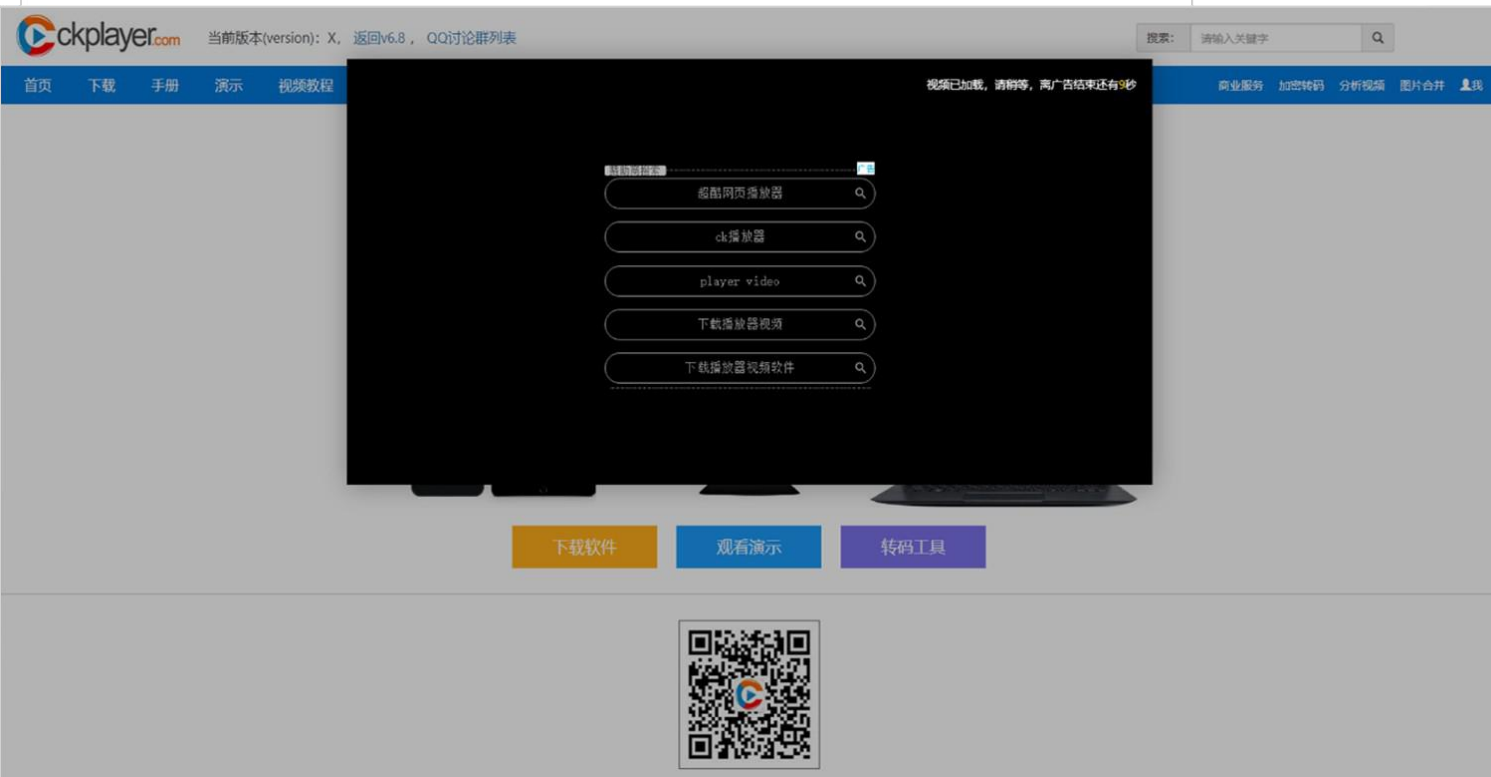 ckplayer.com
当前版本(version)：X， 返回v6.8， QQ讨论群列表
搜索： 请输入关键字
首页 下载 手册 演示 视频教程
商业服务 加密转码 分析视频 图片合并 我
视频已加载，请稍等，离广告结束还有9秒
广告
超酷网页播放器
ck播放器
player video
下载播放器视频
下载播放器视频软件
下载软件 观看演示 转码工具